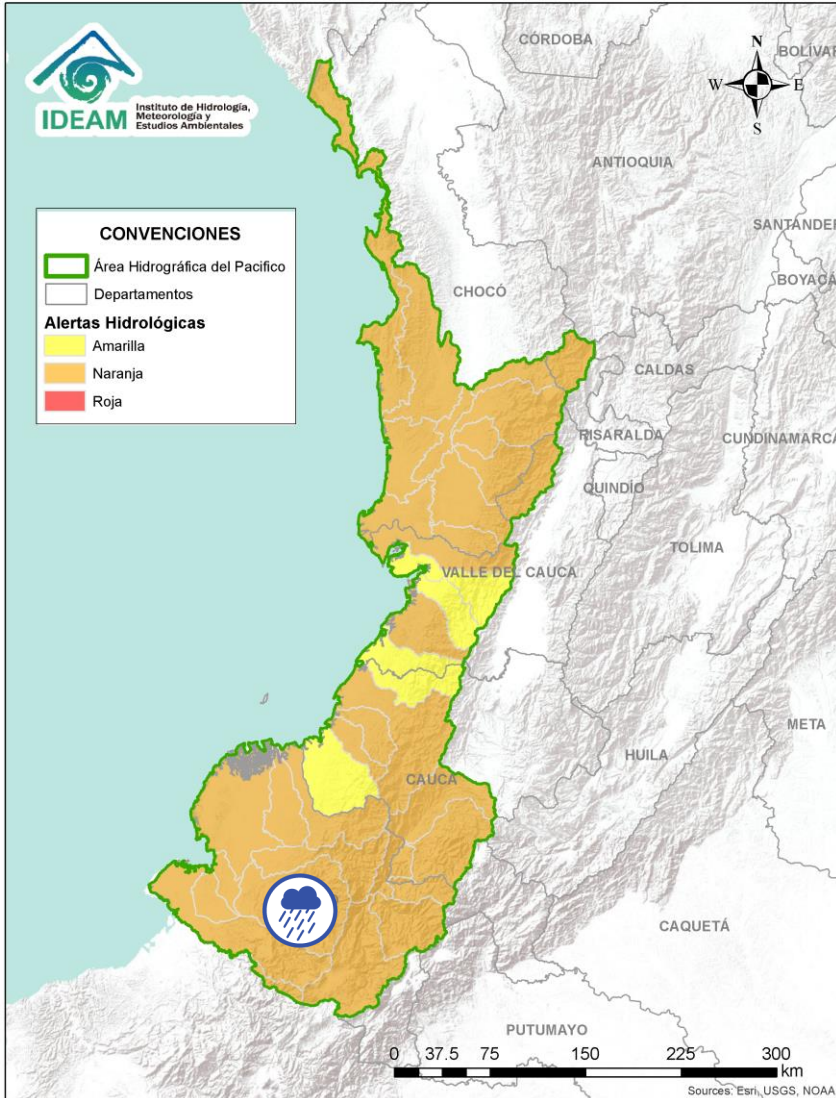 IDEAM
Instituto de Hidrología,
Meteorología y
Estudios Ambientales
CÓRDOBA
BOLÍVAR
N
W
E
S
ANTIOQUIA
SANTANDER
BOYACÁ
CONVENCIONES
Área Hidrográfica del Pacifico
Departamentos
Alertas Hidrológicas
Amarilla
Naranja
Roja
CHOCÓ
CALDAS
RISARALDA
CUNDINAMARCA
QUINDÍO
TOLIMA
VALLE DEL CAUCA
META
HUILA
CAUCA
CAQUETÁ
PUTUMAYO
0 37.5 75 150 225 300
km
Sources: Esri, USGS, NOAA